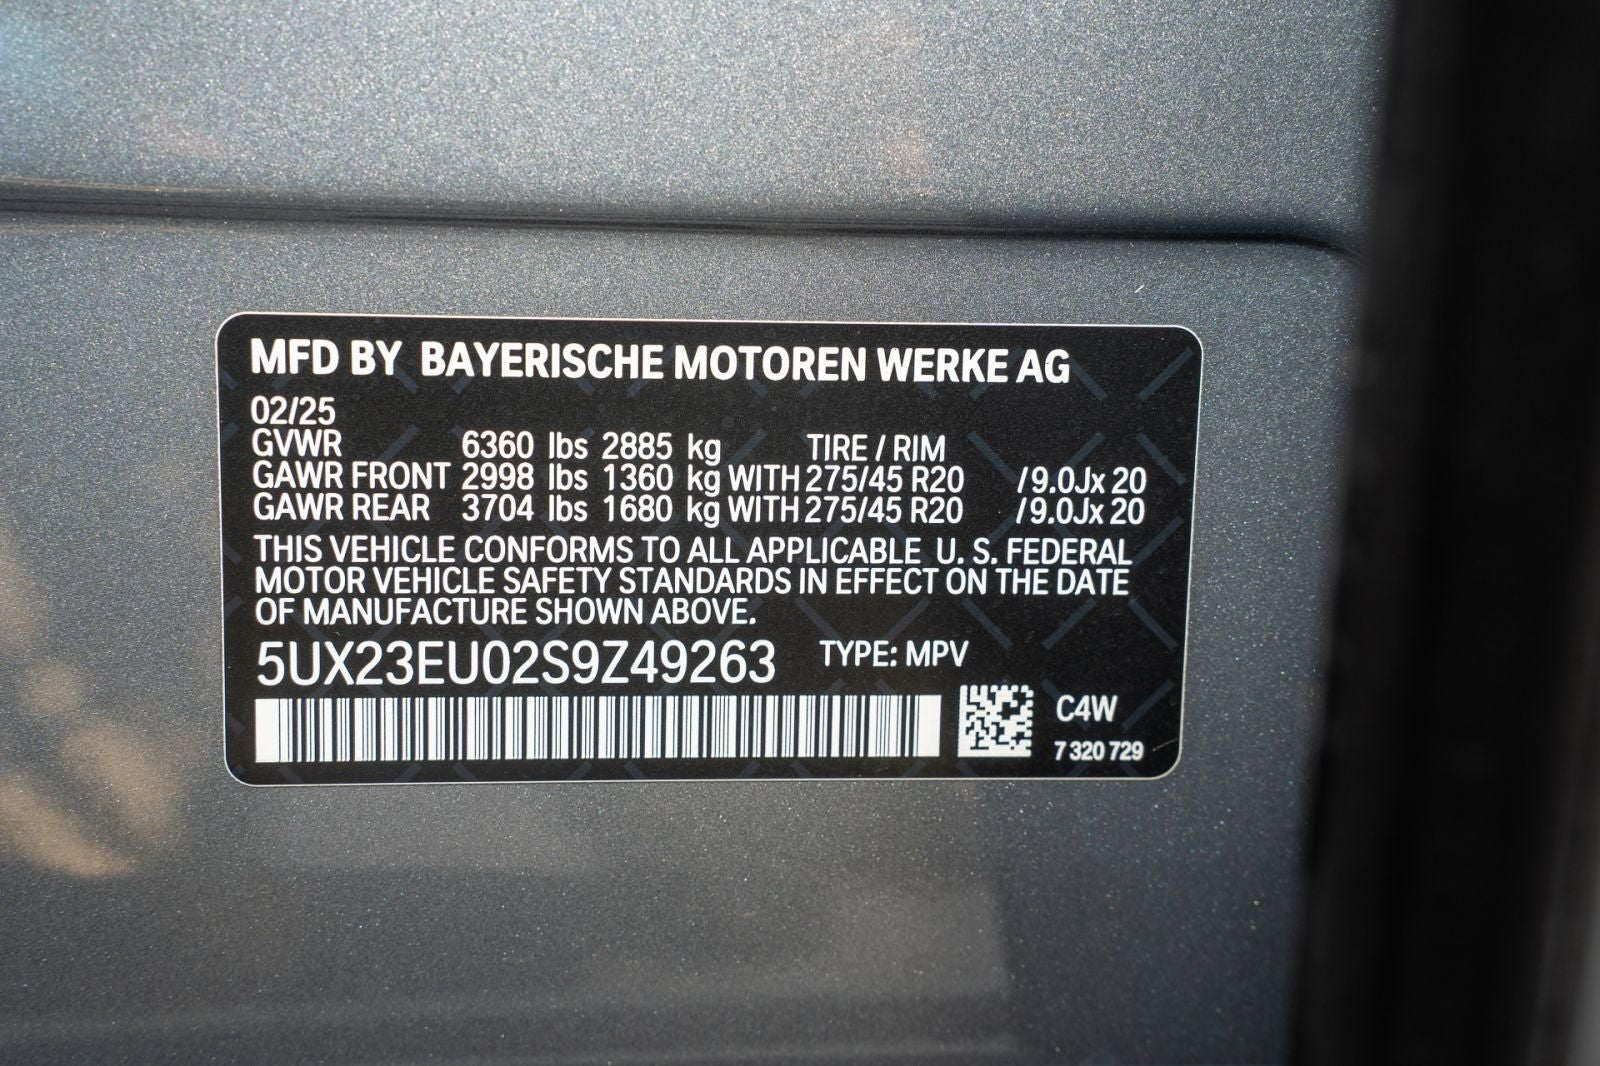 MFD BY BAYERISCHE MOTOREN WERKE AG
02/25
GVWR 6360 lbs 2885 kg TIRE / RIM
GAWR FRONT 2998 lbs 1360 kg WITH 275/45 R20 / 9.0Jx 20
GAWR REAR 3704 lbs 1680 kg WITH 275/45 R20 / 9.0Jx 20
THIS VEHICLE CONFORMS TO ALL APPLICABLE U. S. FEDERAL
MOTOR VEHICLE SAFETY STANDARDS IN EFFECT ON THE DATE
OF MANUFACTURE SHOWN ABOVE.
5UX23EU02S9Z49263 TYPE: MPV
C4W
7 320 729